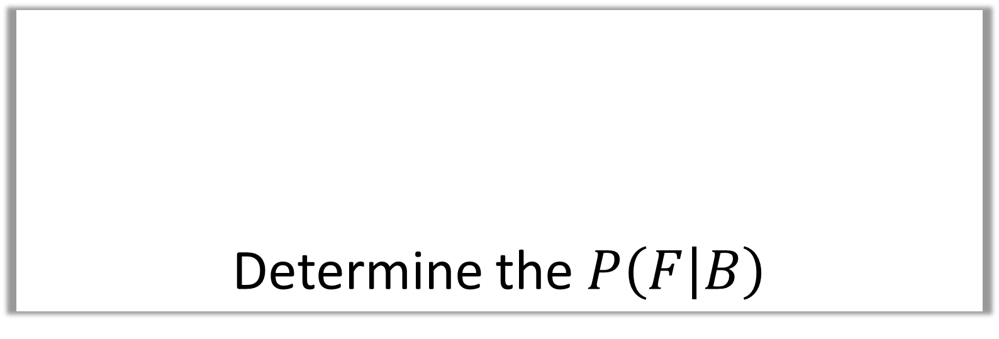 Determine the P(F|B)